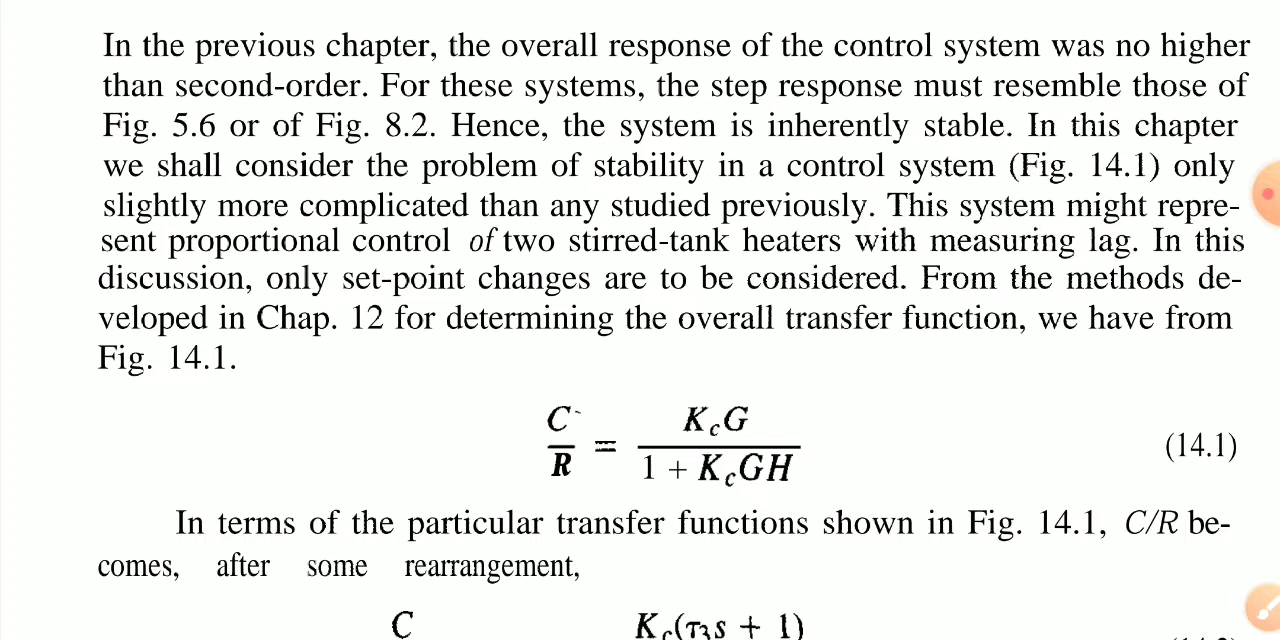 In the previous chapter, the overall response of the control system was no higher
than second-order. For these systems, the step response must resemble those of
Fig. 5.6 or of Fig. 8.2. Hence, the system is inherently stable. In this chapter
we shall consider the problem of stability in a control system (Fig. 14.1) only
slightly more complicated than any studied previously. This system might repre-
sent proportional control of two stirred-tank heaters with measuring lag. In this
discussion, only set-point changes are to be considered. From the methods de-
veloped in Chap. 12 for determining the overall transfer function, we have from
Fig. 14.1.
C/R = K_cG / (1 + K_cGH) (14.1)
In terms of the particular transfer functions shown in Fig. 14.1, C/R be-
comes, after some rearrangement,
C K_c(τ₃s + 1)